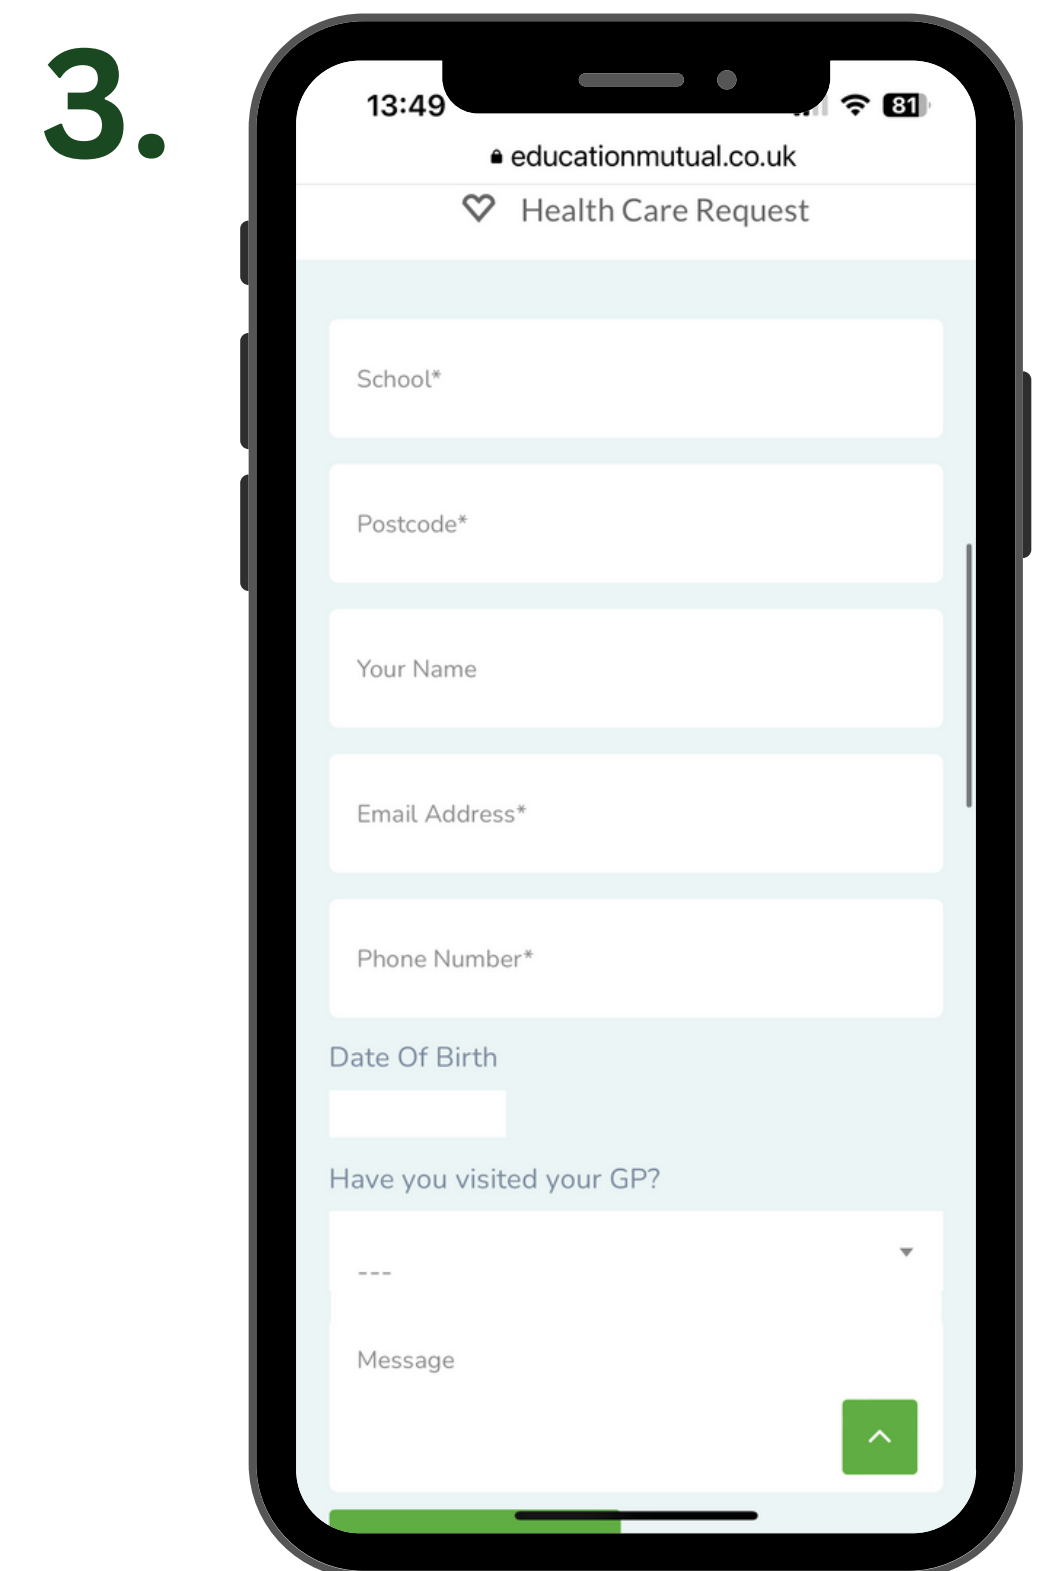 3.
13:49
81
educationmutual.co.uk
Health Care Request
School*
Postcode*
Your Name
Email Address*
Phone Number*
Date Of Birth
Have you visited your GP?
---
Message